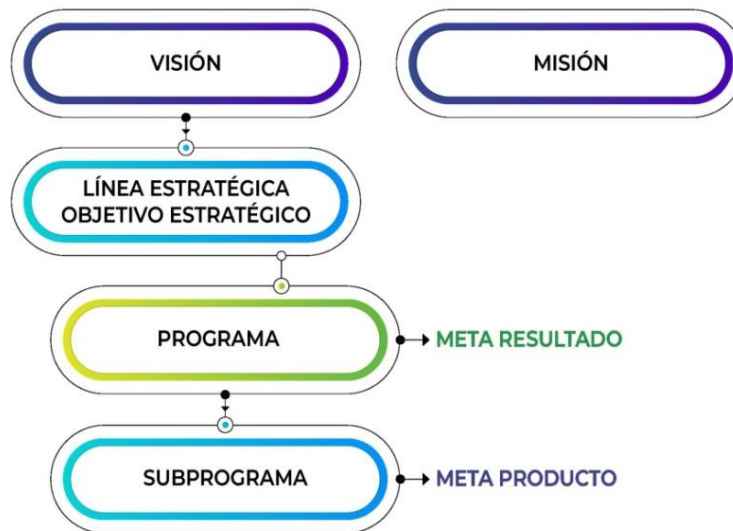 VISIÓN
MISIÓN
LÍNEA ESTRATÉGICA
OBJETIVO ESTRATÉGICO
PROGRAMA
META RESULTADO
SUBPROGRAMA
META PRODUCTO